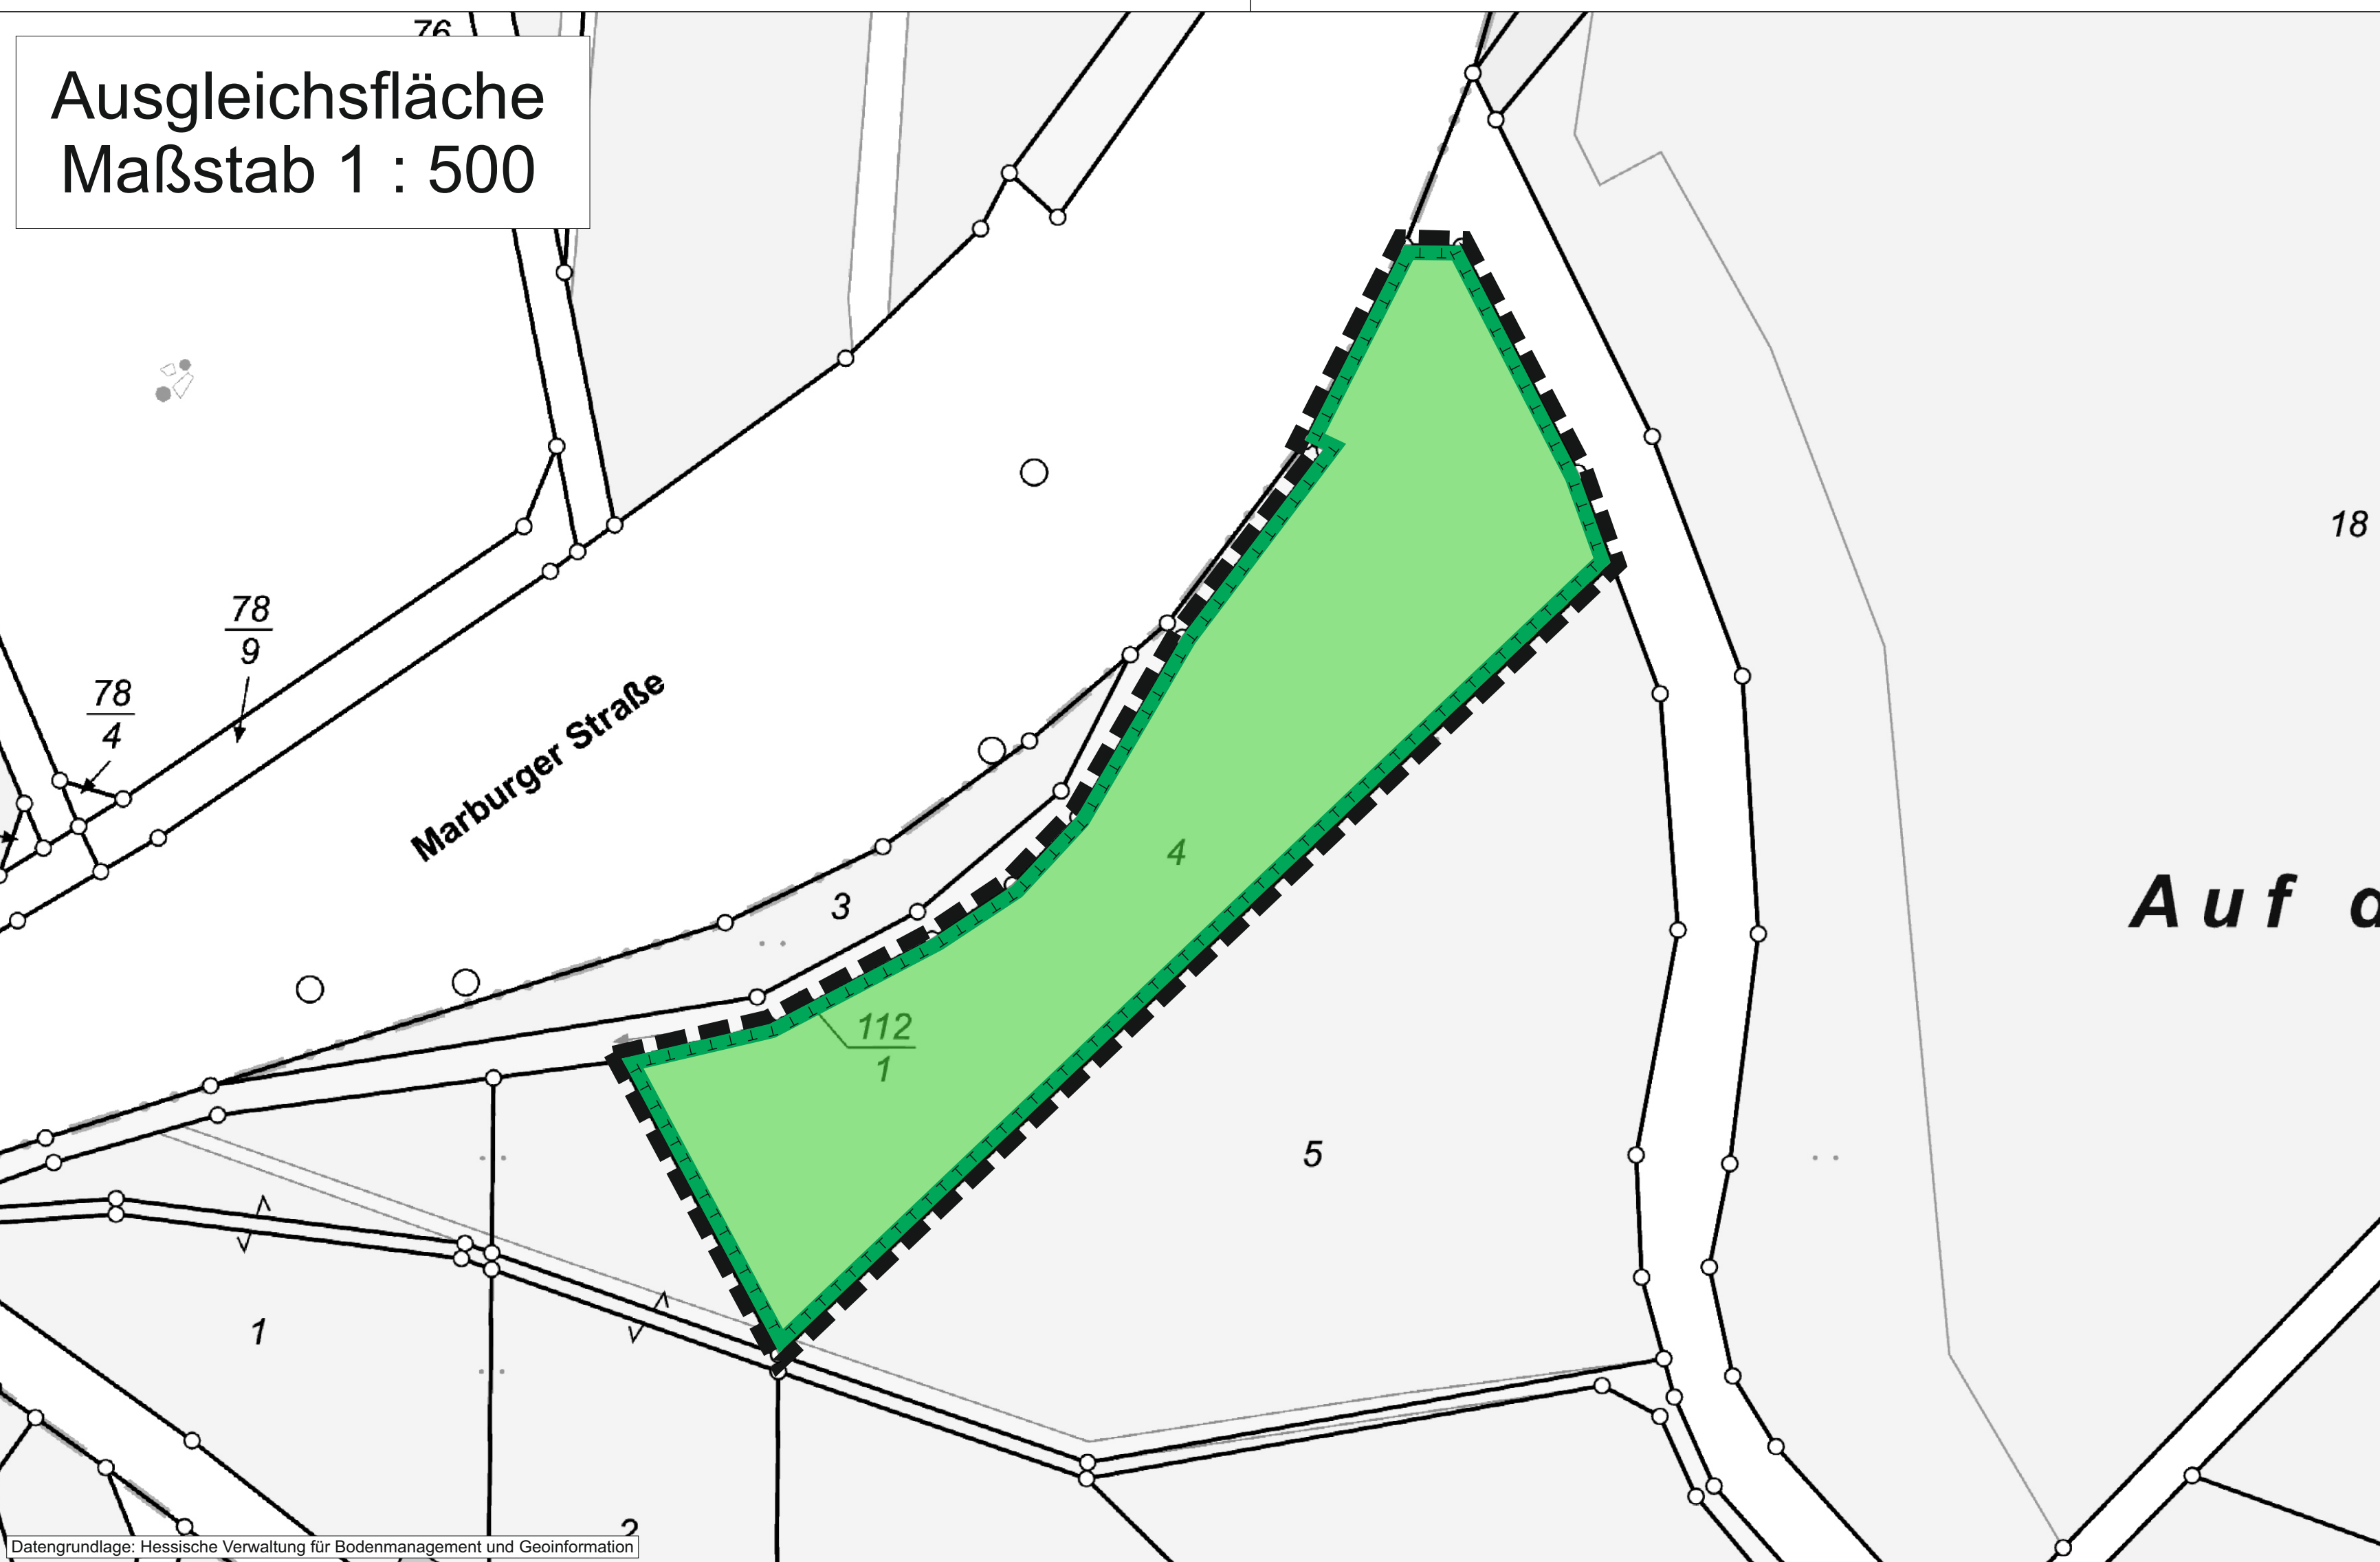 76
Ausgleichsfläche
Maßstab 1 : 500
18
78
9
78
4
Marburger Straße
4
3
Auf d
112
1
5
1
2
Datengrundlage: Hessische Verwaltung für Bodenmanagement und Geoinformation